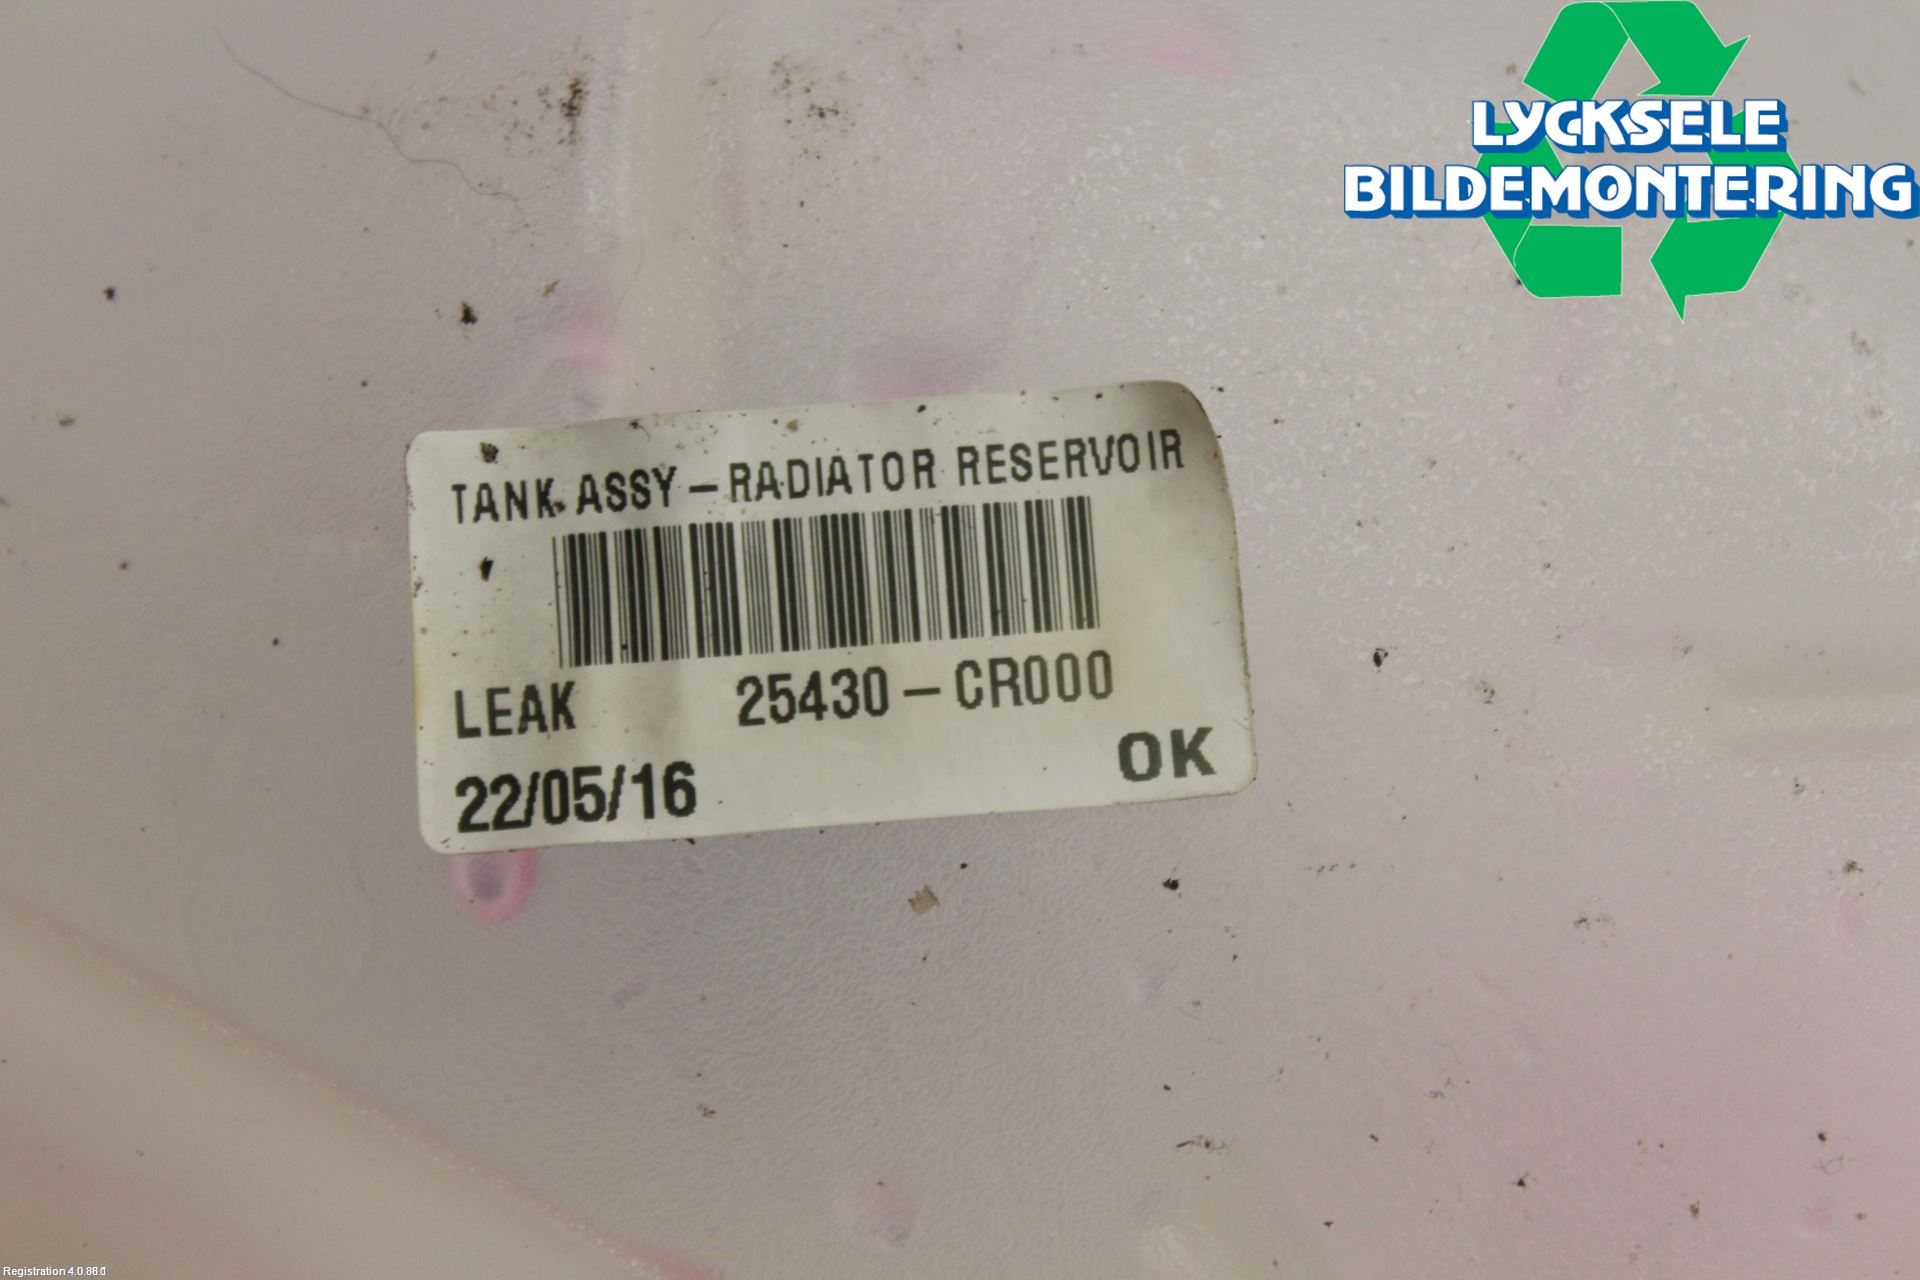 LYCKSELE
BILDEMONTERING
TANK ASSY-RADIATOR RESERVOIR
LEAK 25430-CR000
22/05/16 OK